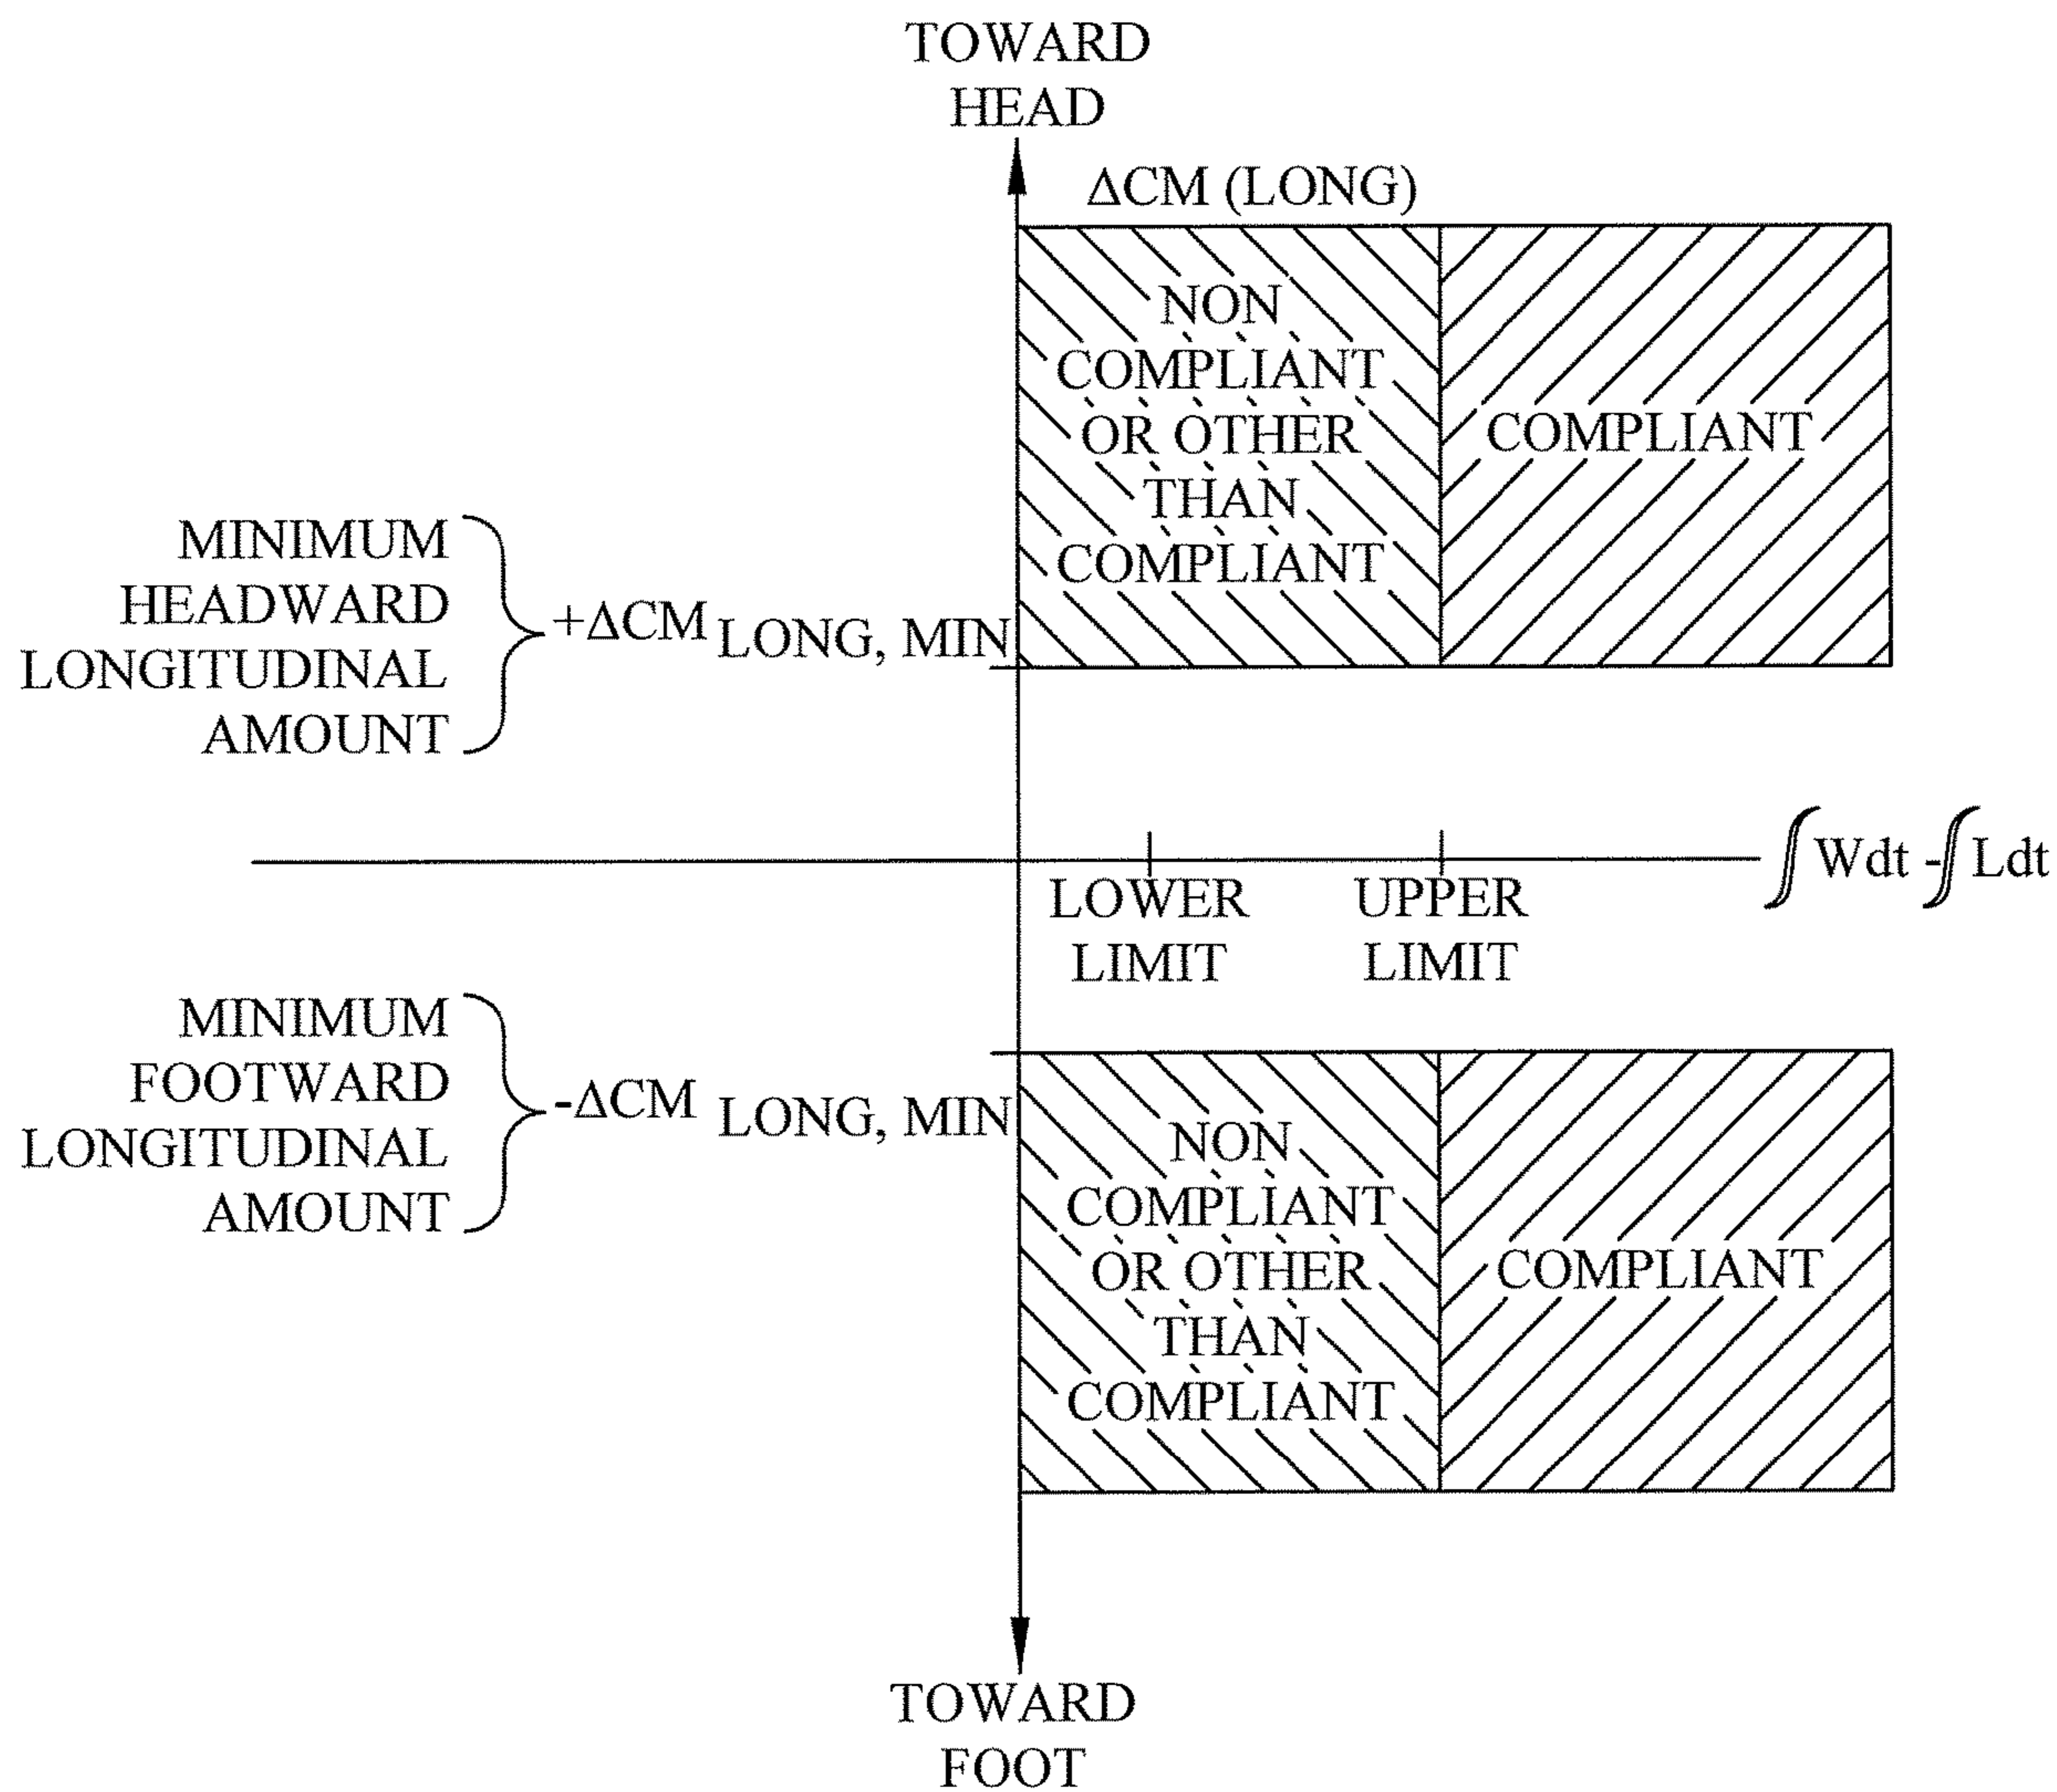 TOWARD
HEAD
ΔCM (LONG)
NON
COMPLIANT
OR OTHER
THAN
COMPLIANT
COMPLIANT
MINIMUM
HEADWARD
LONGITUDINAL
AMOUNT
+ΔCM LONG, MIN
∫Wdt -∫Ldt
LOWER
LIMIT
UPPER
LIMIT
MINIMUM
FOOTWARD
LONGITUDINAL
AMOUNT
-ΔCM LONG, MIN
NON
COMPLIANT
OR OTHER
THAN
COMPLIANT
COMPLIANT
TOWARD
FOOT